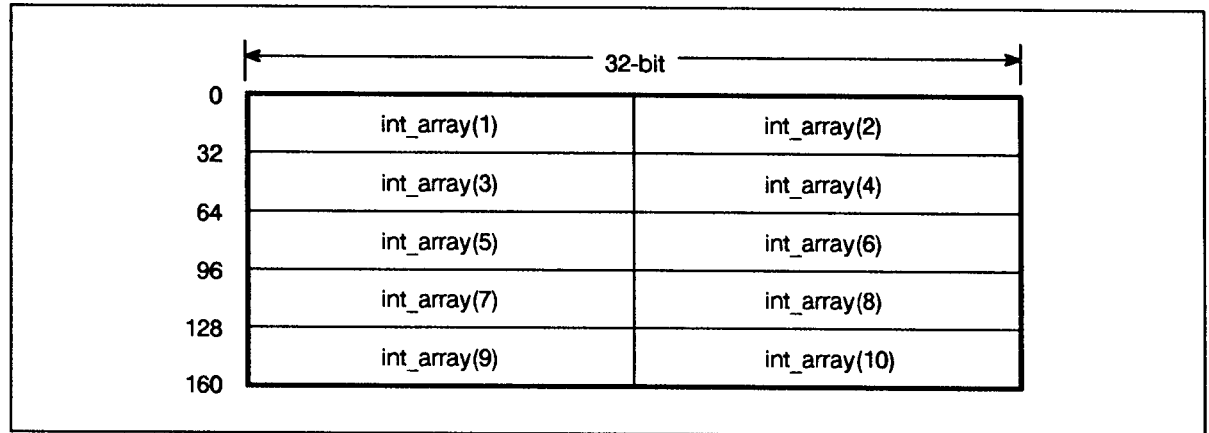 32-bit
0
int_array(1) int_array(2)
32
int_array(3) int_array(4)
64
int_array(5) int_array(6)
96
int_array(7) int_array(8)
128
int_array(9) int_array(10)
160